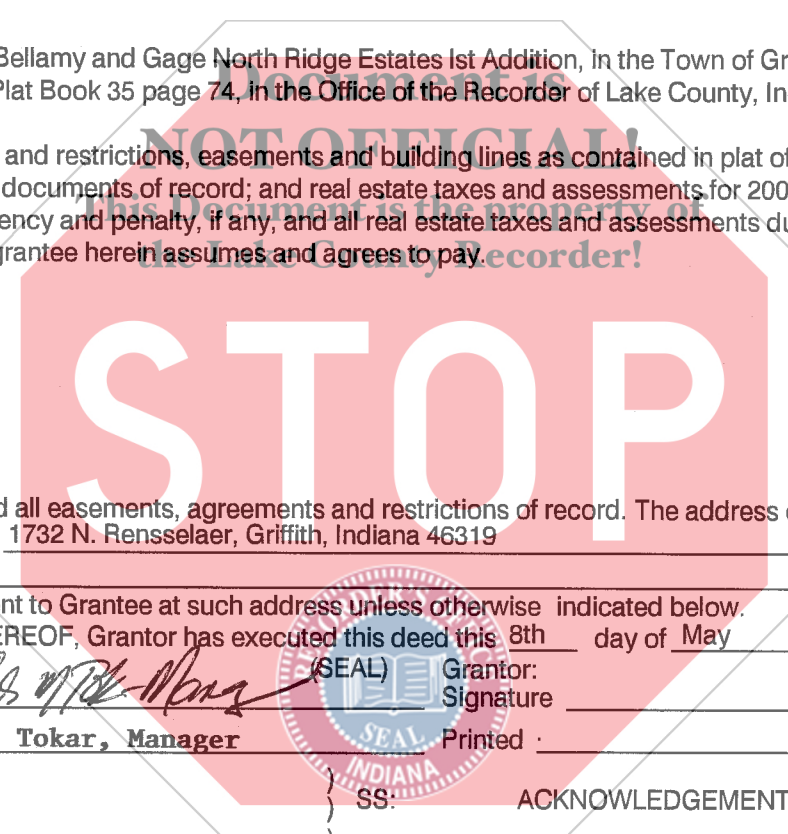 Bellamy and Gage North Ridge Estates Ist Addition, in the Town of Gr
Document is
Plat Book 35 page 74, in the Office of the Recorder of Lake County, In
NOT OFFICIAL!
and restrictions, easements and building lines as contained in plat of
documents of record; and real estate taxes and assessments for 200
This Document is the property of
ency and penalty, if any, and all real estate taxes and assessments du
grantee herein assumes and agrees to pay.
the Lake County Recorder!
STOP
d all easements, agreements and restrictions of record. The address o
1732 N. Rensselaer, Griffith, Indiana 46319
nt to Grantee at such address unless otherwise indicated below.
EREOF, Grantor has executed this deed this 8th day of May
RECORDER'S OFFICE
(SEAL) Grantor:
Signature
SEAL
Tokar, Manager Printed
INDIANA
) SS: ACKNOWLEDGEMENT